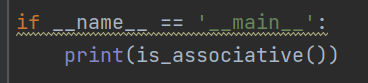 if __name__ == '__main__':
    print(is_associative())